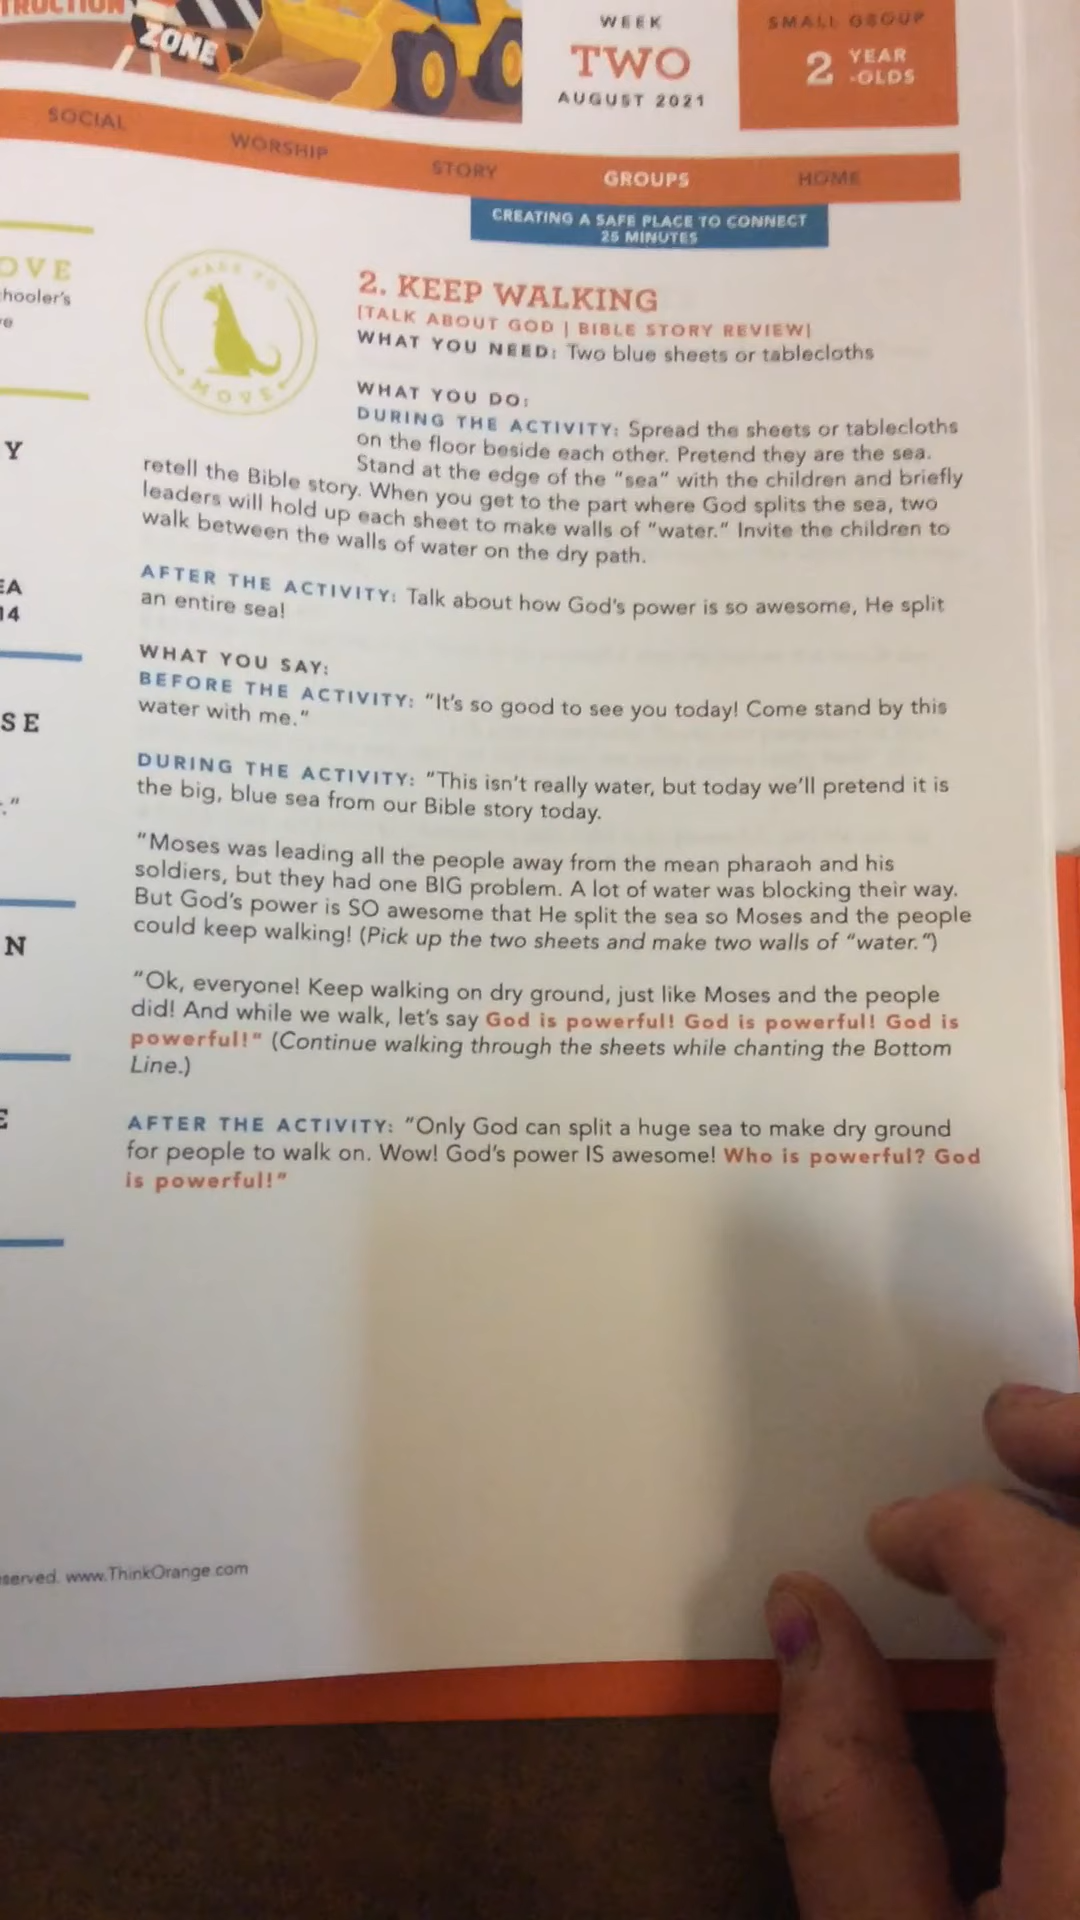 TRUCTION
ZONE
WEEK
TWO
AUGUST 2021
SMALL GROUP
2 YEAR
-OLDS
SOCIAL
WORSHIP
STORY
GROUPS
HOME
CREATING A SAFE PLACE TO CONNECT
25 MINUTES
OVE
hooler's
MADE TO
MOVE
2. KEEP WALKING
[TALK ABOUT GOD | BIBLE STORY REVIEW]
WHAT YOU NEED: Two blue sheets or tablecloths
WHAT YOU DO:
DURING THE ACTIVITY: Spread the sheets or tablecloths
on the floor beside each other. Pretend they are the sea.
Stand at the edge of the "sea" with the children and briefly
retell the Bible story. When you get to the part where God splits the sea, two
leaders will hold up each sheet to make walls of "water." Invite the children to
walk between the walls of water on the dry path.
Y
EA
14
AFTER THE ACTIVITY: Talk about how God's power is so awesome, He split
an entire sea!
WHAT YOU SAY:
BEFORE THE ACTIVITY: "It's so good to see you today! Come stand by this
water with me."
SE
DURING THE ACTIVITY: "This isn't really water, but today we'll pretend it is
the big, blue sea from our Bible story today.
."
"Moses was leading all the people away from the mean pharaoh and his
soldiers, but they had one BIG problem. A lot of water was blocking their way.
But God's power is SO awesome that He split the sea so Moses and the people
could keep walking! (Pick up the two sheets and make two walls of "water.")
N
"Ok, everyone! Keep walking on dry ground, just like Moses and the people
did! And while we walk, let's say God is powerful! God is powerful! God is
powerful!" (Continue walking through the sheets while chanting the Bottom
Line.)
E
AFTER THE ACTIVITY: "Only God can split a huge sea to make dry ground
for people to walk on. Wow! God's power IS awesome! Who is powerful? God
is powerful!"
served. www.ThinkOrange.com